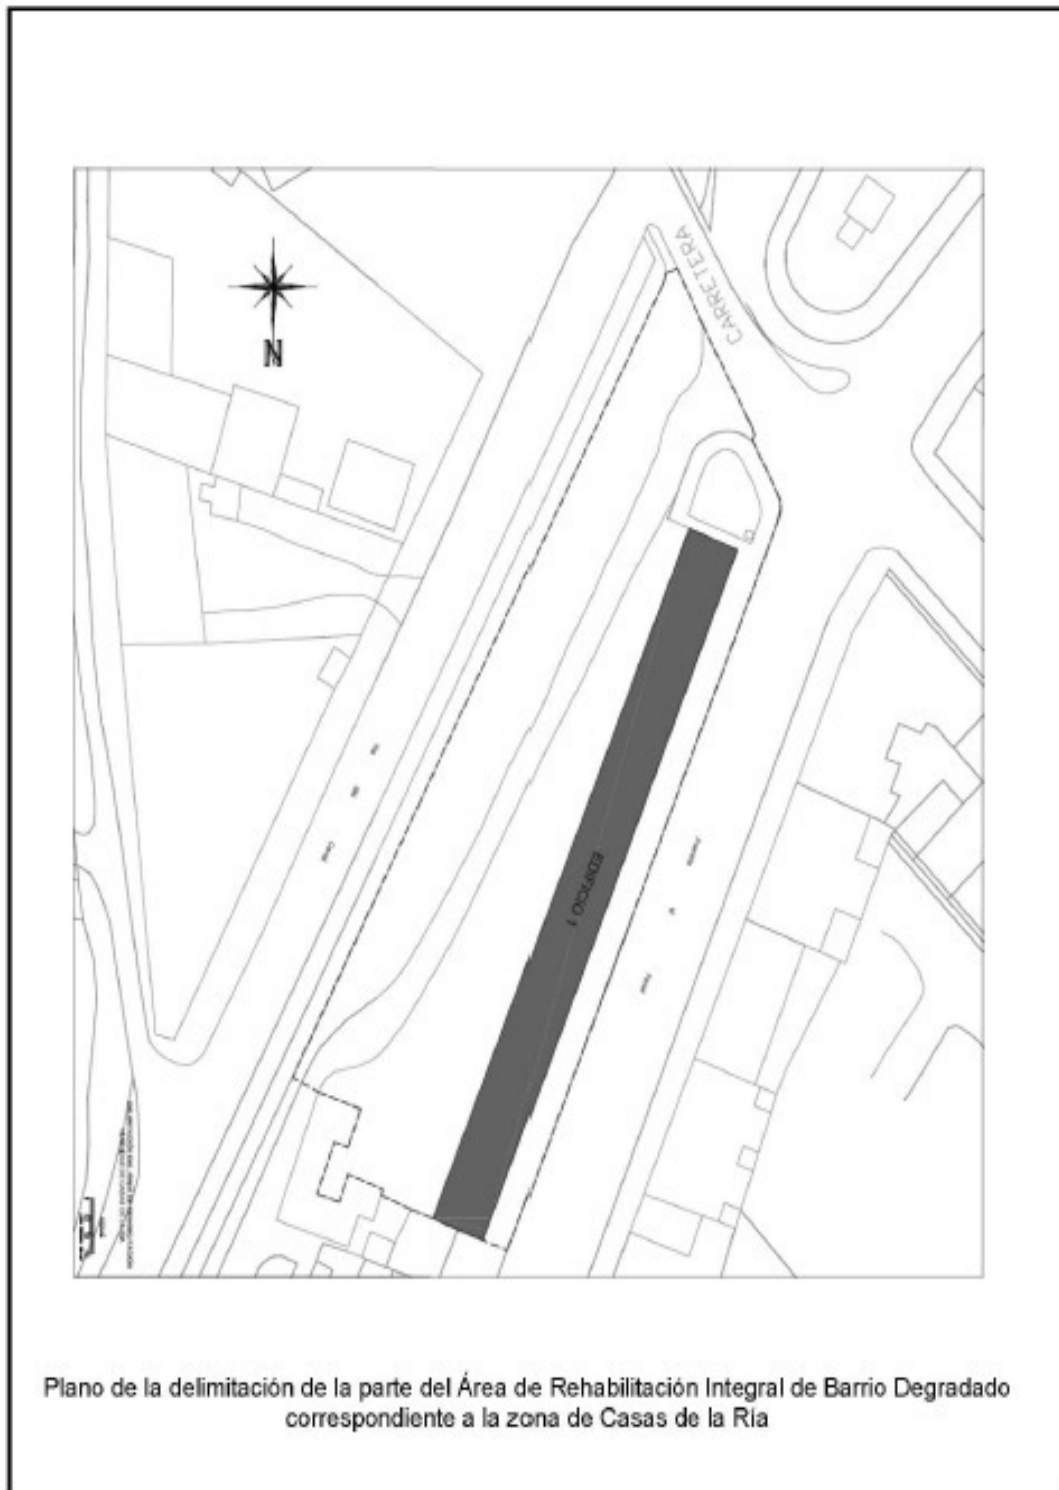 CARRETERA
N
EDIFICIO 1
Plano de la delimitación de la parte del Área de Rehabilitación Integral de Barrio Degradado
correspondiente a la zona de Casas de la Ría